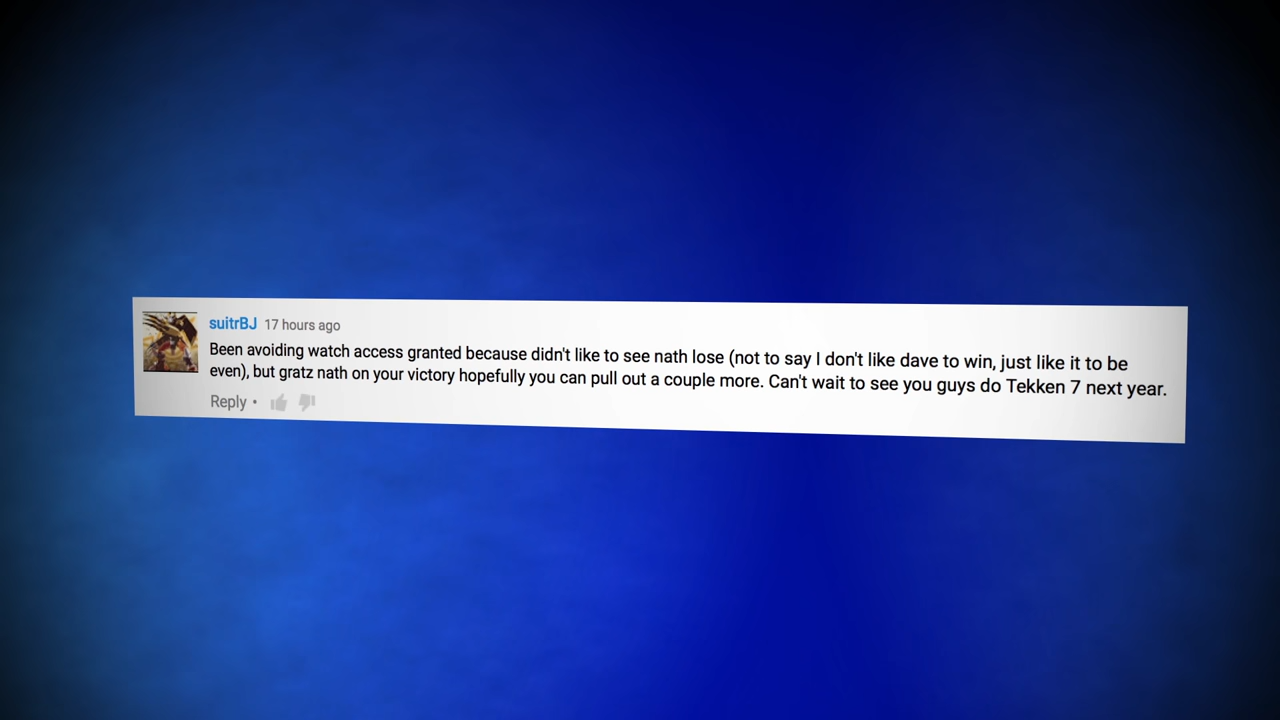 suitrBJ 17 hours ago
Been avoiding watch access granted because didn't like to see nath lose (not to say I don't like dave to win, just like it to be
even), but gratz nath on your victory hopefully you can pull out a couple more. Can't wait to see you guys do Tekken 7 next year.
Reply •